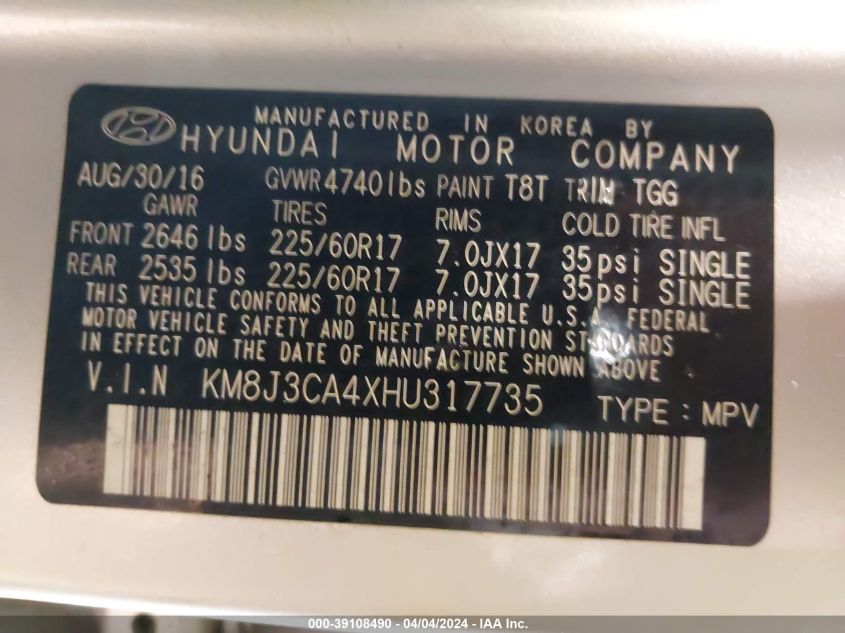 MANUFACTURED IN KOREA BY
HYUNDAI MOTOR COMPANY
AUG/30/16 GVWR 4740lbs PAINT T8T TRIM TGG
GAWR TIRES RIMS COLD TIRE INFL
FRONT 2646 lbs 225/60R17 7.0JX17 35psi SINGLE
REAR 2535 lbs 225/60R17 7.0JX17 35psi SINGLE
THIS VEHICLE CONFORMS TO ALL APPLICABLE U.S.A. FEDERAL
MOTOR VEHICLE SAFETY AND THEFT PREVENTION STANDARDS
IN EFFECT ON THE DATE OF MANUFACTURE SHOWN ABOVE
V.I.N KM8J3CA4XHU317735 TYPE : MPV
000-39108490 - 04/04/2024 - IAA Inc.